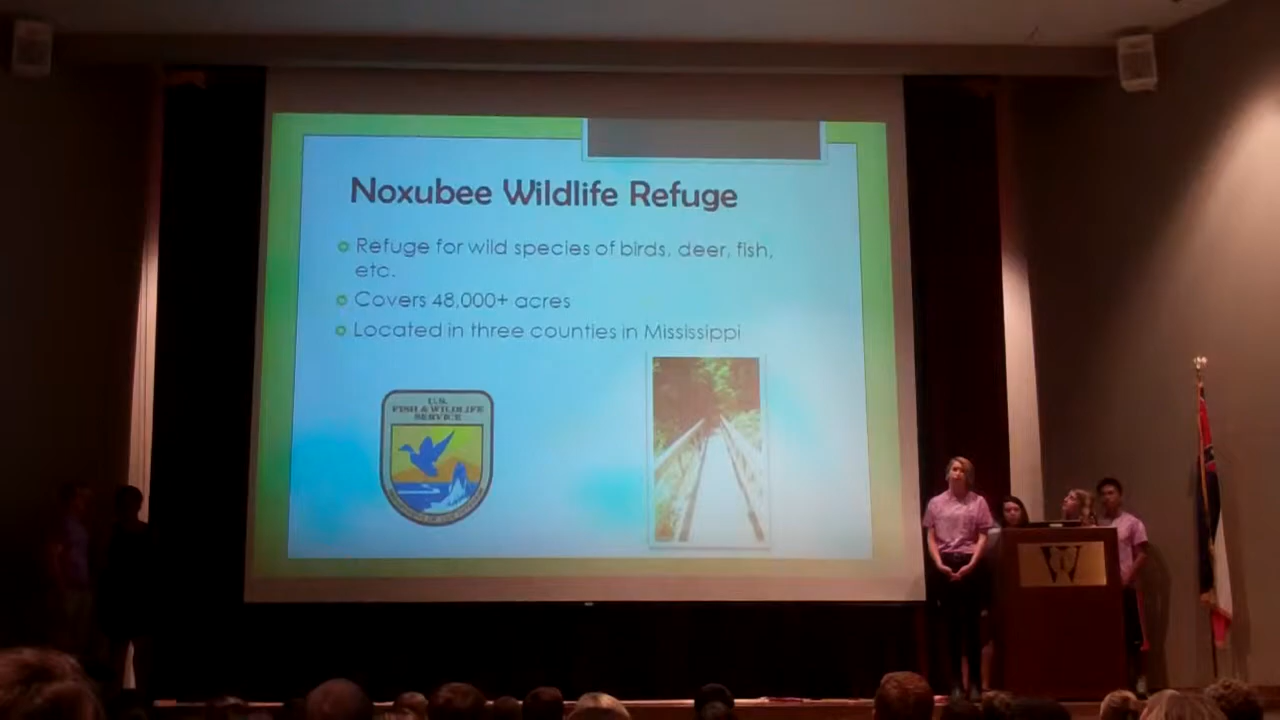 Noxubee Wildlife Refuge
Refuge for wild species of birds, deer, fish,
etc.
Covers 48,000+ acres
Located in three counties in Mississippi
U.S.
FISH & WILDLIFE
SERVICE
W